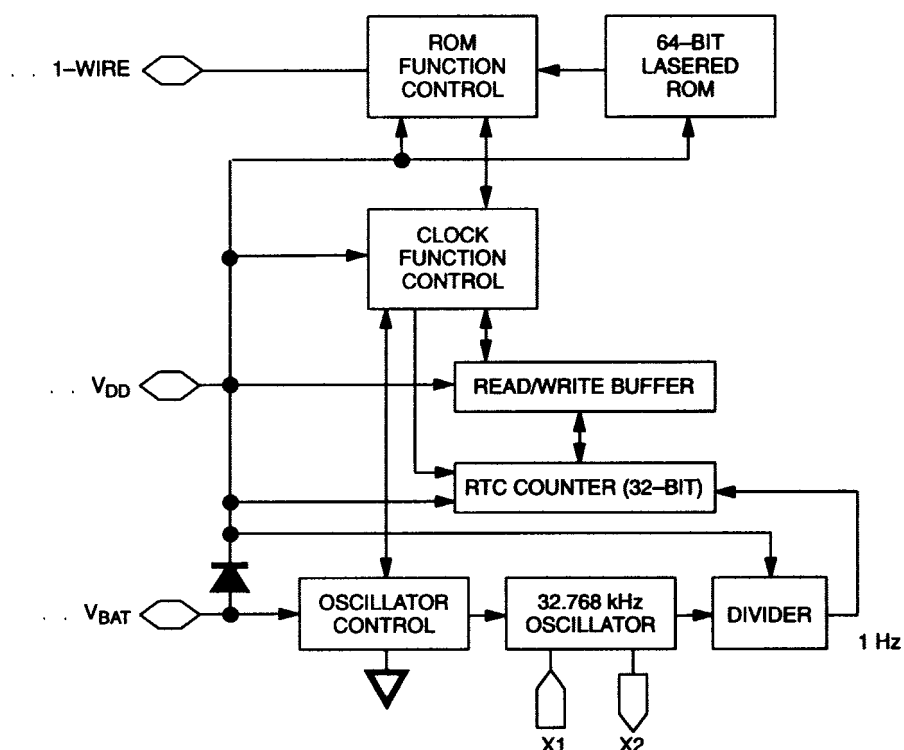 1–WIRE
ROM
FUNCTION
CONTROL
64–BIT
LASERED
ROM
CLOCK
FUNCTION
CONTROL
VDD
READ/WRITE BUFFER
RTC COUNTER (32–BIT)
VBAT
OSCILLATOR
CONTROL
32.768 kHz
OSCILLATOR
DIVIDER
1 Hz
X1
X2